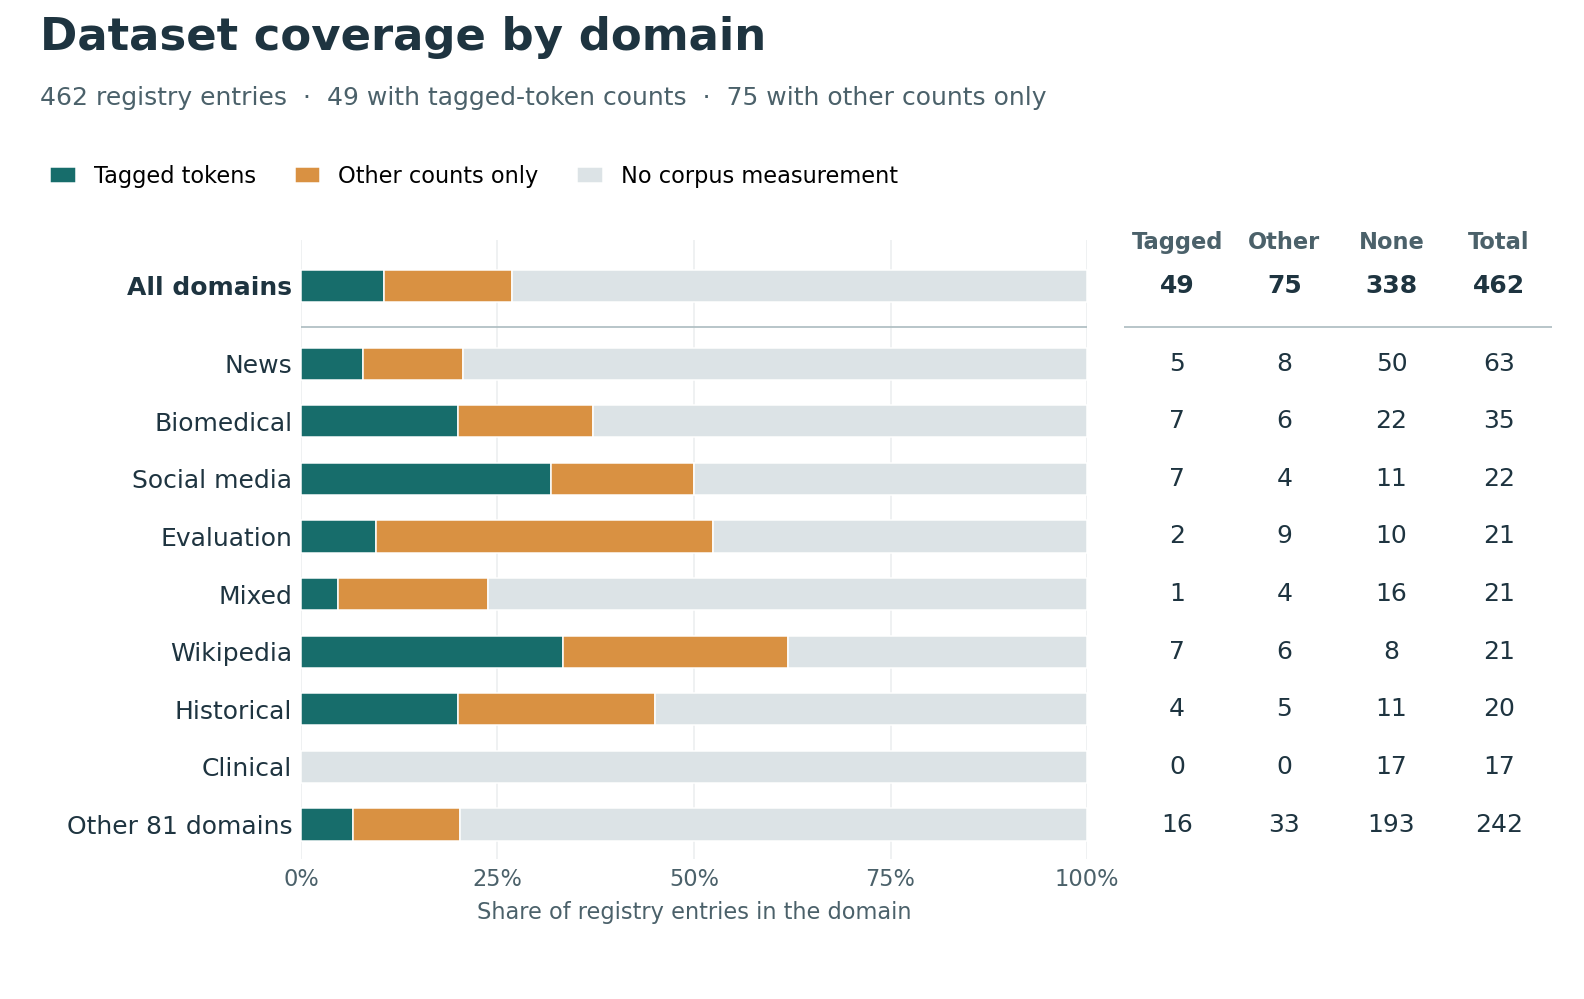 Dataset coverage by domain
462 registry entries · 49 with tagged-token counts · 75 with other counts only
Tagged tokens Other counts only No corpus measurement
Tagged Other None Total
All domains 49 75 338 462
News 5 8 50 63
Biomedical 7 6 22 35
Social media 7 4 11 22
Evaluation 2 9 10 21
Mixed 1 4 16 21
Wikipedia 7 6 8 21
Historical 4 5 11 20
Clinical 0 0 17 17
Other 81 domains 16 33 193 242
0% 25% 50% 75% 100%
Share of registry entries in the domain